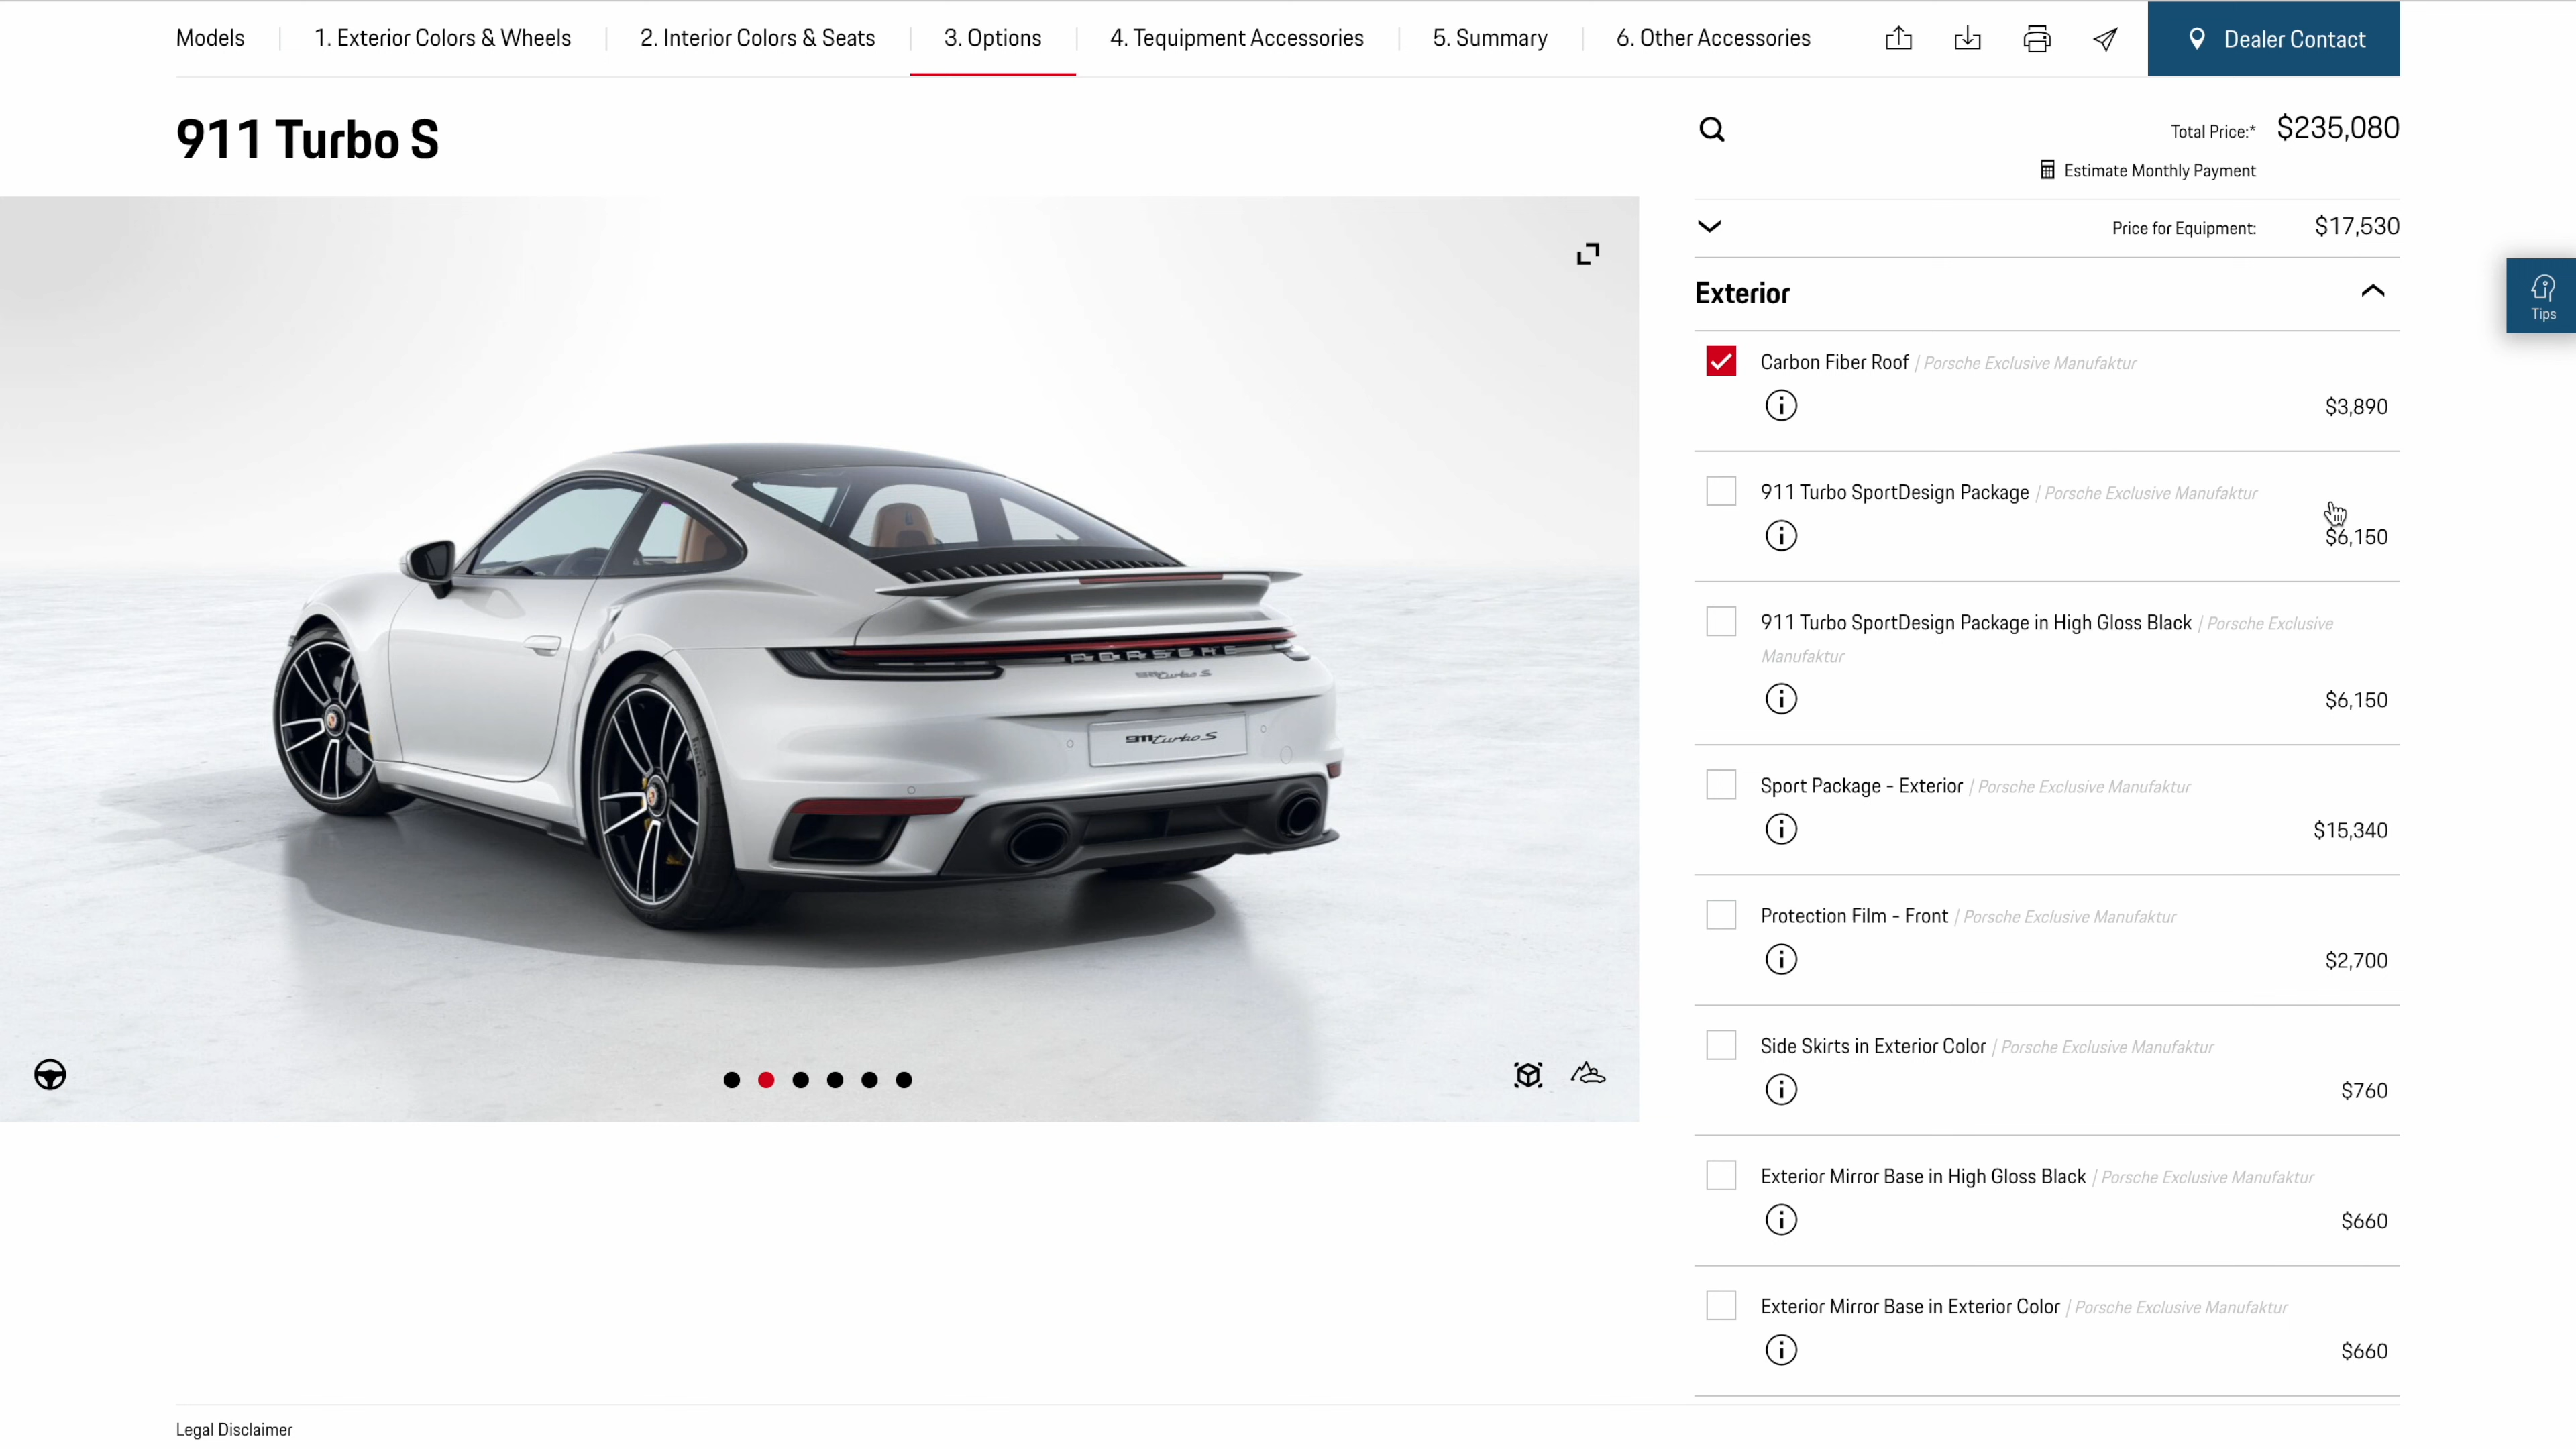 Models
1. Exterior Colors & Wheels
2. Interior Colors & Seats
3. Options
4. Tequipment Accessories
5. Summary
6. Other Accessories
Dealer Contact
911 Turbo S
Total Price:* $235,080
Estimate Monthly Payment
Price for Equipment: $17,530
Tips
Exterior
Carbon Fiber Roof | Porsche Exclusive Manufaktur
$3,890
911 Turbo SportDesign Package | Porsche Exclusive Manufaktur
$6,150
911 Turbo SportDesign Package in High Gloss Black | Porsche Exclusive
Manufaktur
$6,150
Sport Package - Exterior | Porsche Exclusive Manufaktur
$15,340
Protection Film - Front | Porsche Exclusive Manufaktur
$2,700
Side Skirts in Exterior Color | Porsche Exclusive Manufaktur
$760
Exterior Mirror Base in High Gloss Black | Porsche Exclusive Manufaktur
$660
Exterior Mirror Base in Exterior Color | Porsche Exclusive Manufaktur
$660
PORSCHE
911 turbo S
911 turbo S
Legal Disclaimer